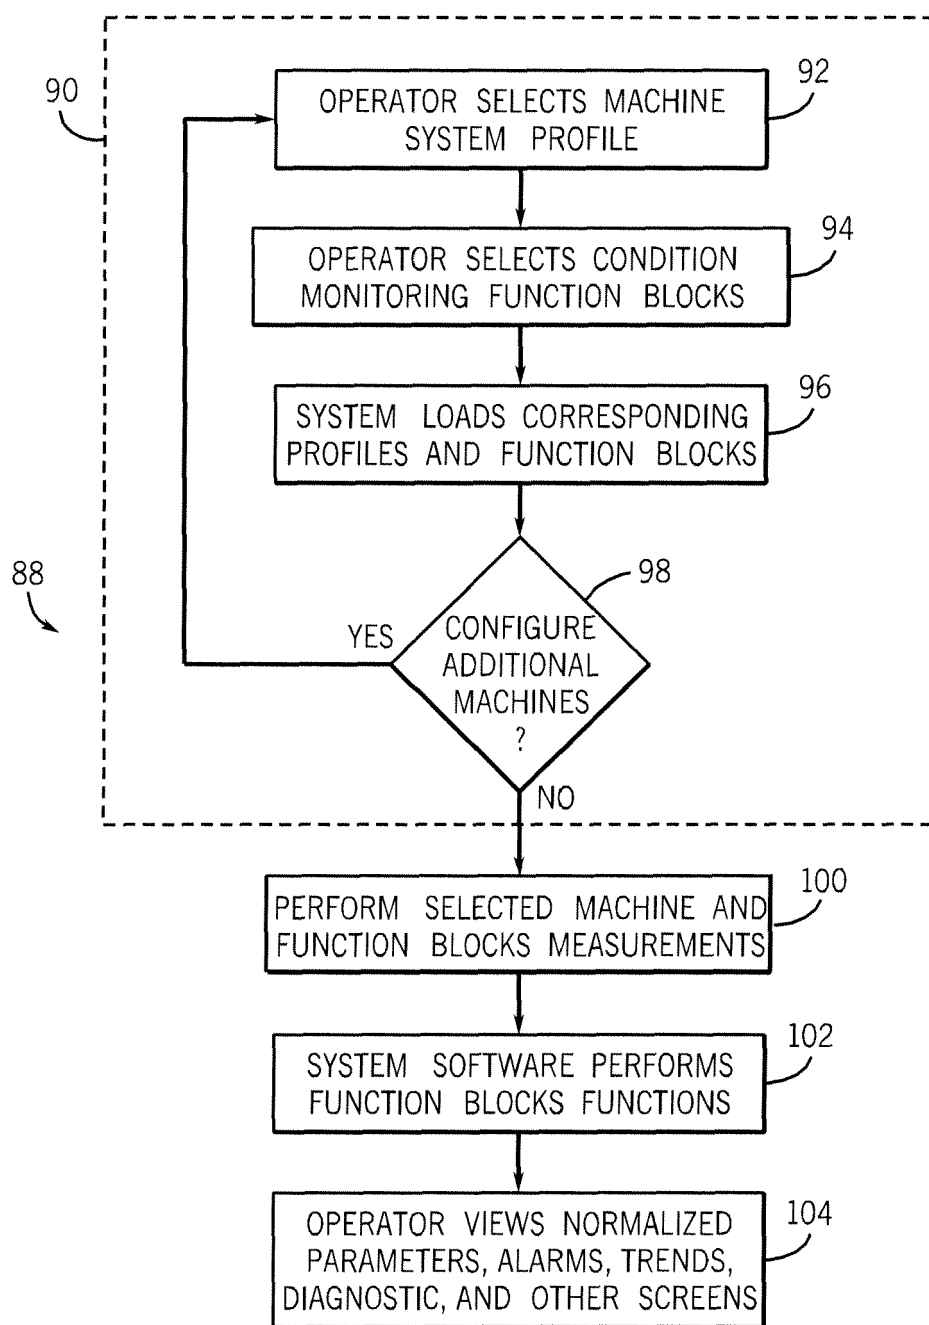 90
92
OPERATOR SELECTS MACHINE
SYSTEM PROFILE
94
OPERATOR SELECTS CONDITION
MONITORING FUNCTION BLOCKS
96
SYSTEM LOADS CORRESPONDING
PROFILES AND FUNCTION BLOCKS
88
98
YES
CONFIGURE
ADDITIONAL
MACHINES
?
NO
100
PERFORM SELECTED MACHINE AND
FUNCTION BLOCKS MEASUREMENTS
102
SYSTEM SOFTWARE PERFORMS
FUNCTION BLOCKS FUNCTIONS
104
OPERATOR VIEWS NORMALIZED
PARAMETERS, ALARMS, TRENDS,
DIAGNOSTIC, AND OTHER SCREENS